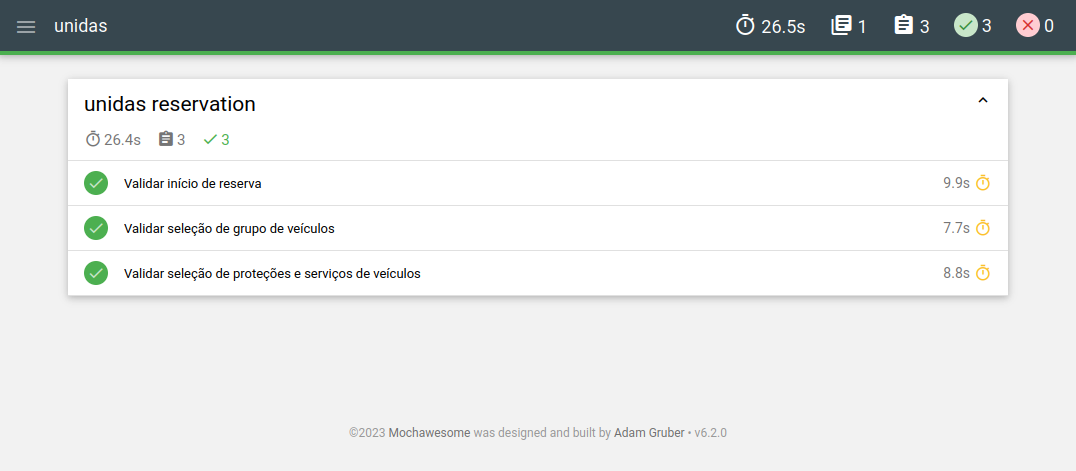 unidas 26.5s 1 3 3 0
unidas reservation
26.4s 3 3
Validar início de reserva 9.9s
Validar seleção de grupo de veículos 7.7s
Validar seleção de proteções e serviços de veículos 8.8s
©2023 Mochawesome was designed and built by Adam Gruber • v6.2.0